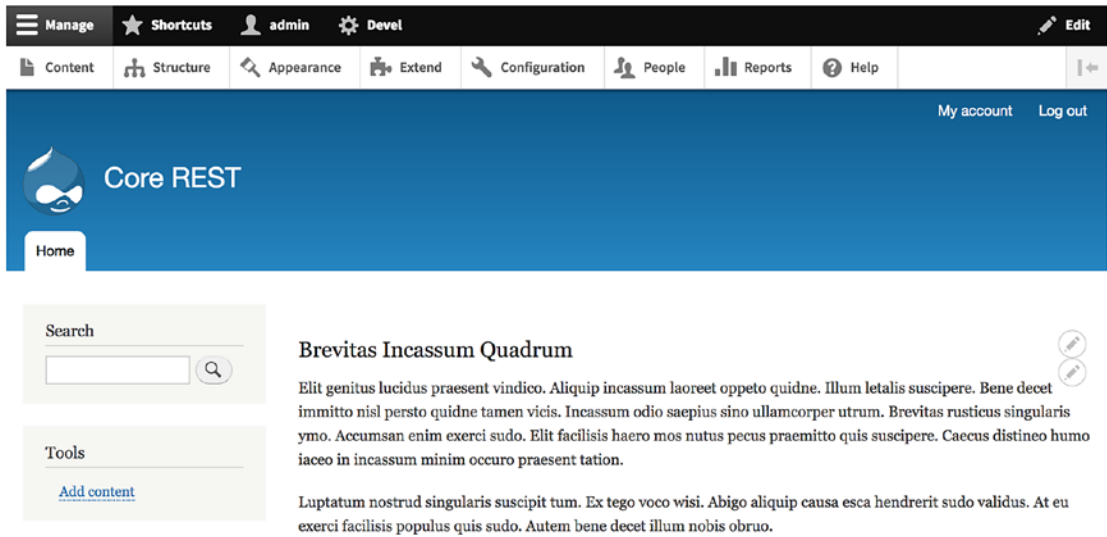 Manage Shortcuts admin Devel Edit
Content Structure Appearance Extend Configuration People Reports Help
My account Log out
Core REST
Home
Search
Tools
Add content
Brevitas Incassum Quadrum
Elit genitus lucidus praesent vindico. Aliquip incassum laoreet oppeto quidne. Illum letalis suscipere. Bene decet
immitto nisl persto quidne tamen vicis. Incassum odio saepius sino ullamcorper utrum. Brevitas rusticus singularis
ymo. Accumsan enim exerci sudo. Elit facilisis haero mos nutus pecus praemitto quis suscipere. Caecus distineo humo
iaceo in incassum minim occuro praesent tation.
Luptatum nostrud singularis suscipit tum. Ex tego voco wisi. Abigo aliquip causa esca hendrerit sudo validus. At eu
exerci facilisis populus quis sudo. Autem bene decet illum nobis obruo.